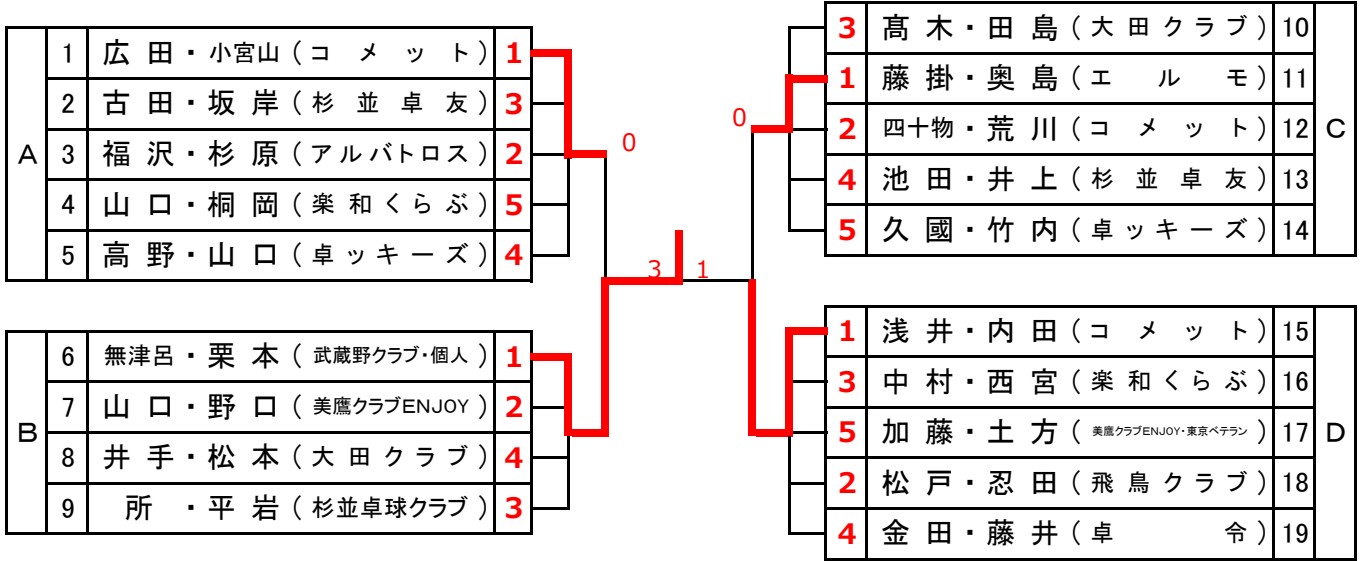 A
1 広田・小宮山(コメット) 1
2 古田・坂岸(杉並卓友) 3
3 福沢・杉原(アルバトロス) 2
4 山口・桐岡(楽和くらぶ) 5
5 高野・山口(卓ッキーズ) 4
B
6 無津呂・栗本(武蔵野クラブ・個人) 1
7 山口・野口(美鷹クラブENJOY) 2
8 井手・松本(大田クラブ) 4
9 所・平岩(杉並卓球クラブ) 3
0
3 1
0
3 髙木・田島(大田クラブ) 10
1 藤掛・奥島(エルモ) 11
2 四十物・荒川(コメット) 12
4 池田・井上(杉並卓友) 13
5 久國・竹内(卓ッキーズ) 14
C
1 浅井・内田(コメット) 15
3 中村・西宮(楽和くらぶ) 16
5 加藤・土方(美鷹クラブENJOY・東京ベテラン) 17
2 松戸・忍田(飛鳥クラブ) 18
4 金田・藤井(卓令) 19
D